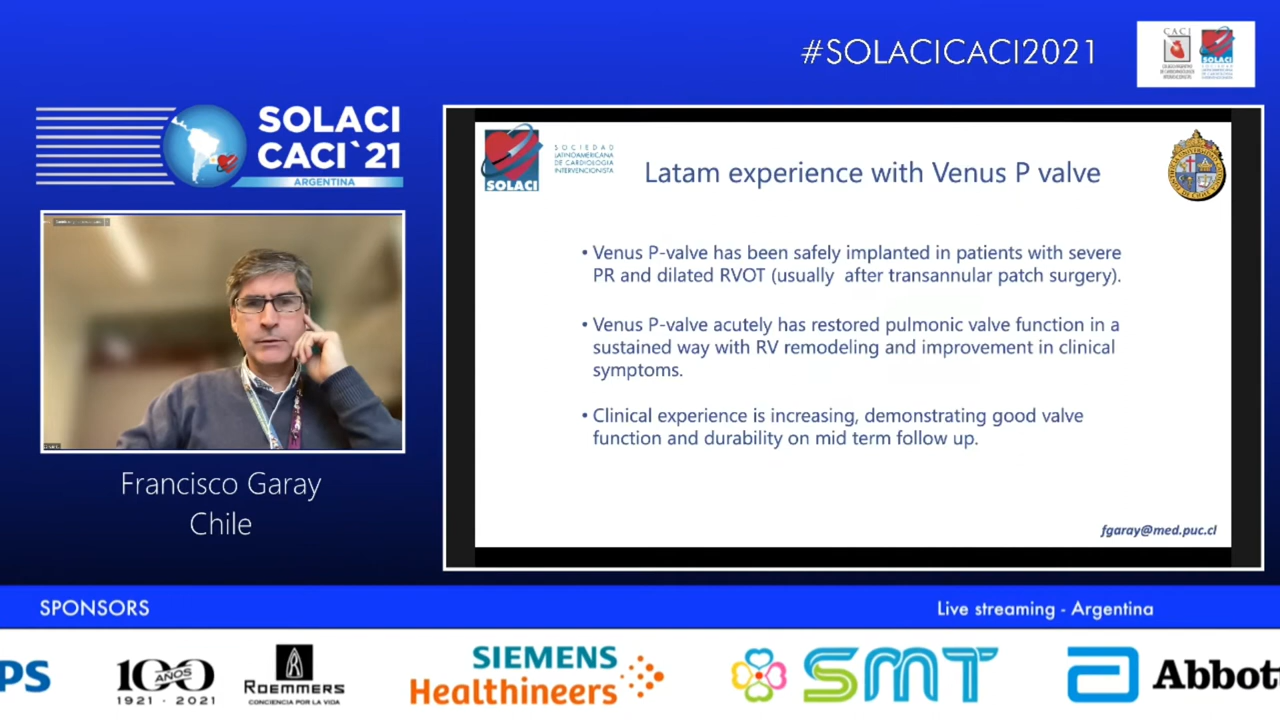 #SOLACICACI2021
CACI
SOLACI
SOLACI
CACI`21
ARGENTINA
SOCIEDAD
LATINOAMERICANA
DE CARDIOLOGÍA
INTERVENCIONISTA
SOLACI
Latam experience with Venus P valve
• Venus P-valve has been safely implanted in patients with severe
PR and dilated RVOT (usually after transannular patch surgery).
• Venus P-valve acutely has restored pulmonic valve function in a
sustained way with RV remodeling and improvement in clinical
symptoms.
• Clinical experience is increasing, demonstrating good valve
function and durability on mid term follow up.
fgaray@med.puc.cl
Francisco Garay
Chile
SPONSORS
Live streaming - Argentina
PS
100
AÑOS
1921 - 2021
ROEMMERS
CONCIENCIA POR LA VIDA
SIEMENS
Healthineers
SMT
Abbott